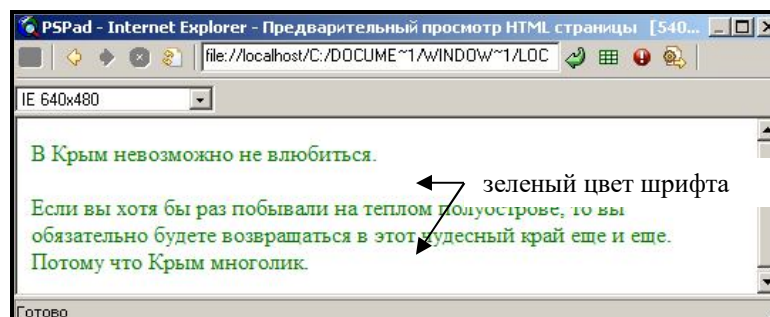 PSPad - Internet Explorer - Предварительный просмотр HTML страницы [540...
file://localhost/C:/DOCUME~1/WINDOW~1/LOC
IE 640x480
В Крым невозможно не влюбиться.
зеленый цвет шрифта
Если вы хотя бы раз побывали на теплом полуострове, то вы
обязательно будете возвращаться в этот чудесный край еще и еще.
Потому что Крым многолик.
Готово